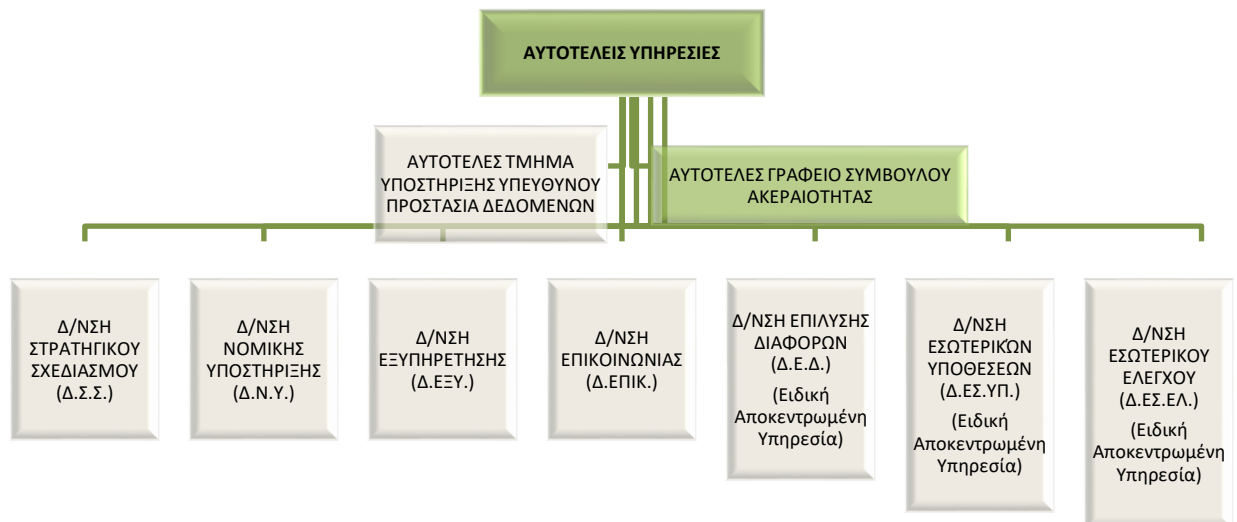 ΑΥΤΟΤΕΛΕΙΣ ΥΠΗΡΕΣΙΕΣ
ΑΥΤΟΤΕΛΕΣ ΤΜΗΜΑ
ΥΠΟΣΤΗΡΙΞΗΣ ΥΠΕΥΘΥΝΟΥ
ΠΡΟΣΤΑΣΙΑ ΔΕΔΟΜΕΝΩΝ
ΑΥΤΟΤΕΛΕΣ ΓΡΑΦΕΙΟ ΣΥΜΒΟΥΛΟΥ
ΑΚΕΡΑΙΟΤΗΤΑΣ
Δ/ΝΣΗ
ΣΤΡΑΤΗΓΙΚΟΥ
ΣΧΕΔΙΑΣΜΟΥ
(Δ.Σ.Σ.)
Δ/ΝΣΗ
ΝΟΜΙΚΗΣ
ΥΠΟΣΤΗΡΙΞΗΣ
(Δ.Ν.Υ.)
Δ/ΝΣΗ
ΕΞΥΠΗΡΕΤΗΣΗΣ
(Δ.ΕΞΥ.)
Δ/ΝΣΗ
ΕΠΙΚΟΙΝΩΝΙΑΣ
(Δ.ΕΠΙΚ.)
Δ/ΝΣΗ ΕΠΙΛΥΣΗΣ
ΔΙΑΦΟΡΩΝ
(Δ.Ε.Δ.)
(Ειδική
Αποκεντρωμένη
Υπηρεσία)
Δ/ΝΣΗ
ΕΣΩΤΕΡΙΚΏΝ
ΥΠΟΘΕΣΕΩΝ
(Δ.ΕΣ.ΥΠ.)
(Ειδική
Αποκεντρωμένη
Υπηρεσία)
Δ/ΝΣΗ
ΕΣΩΤΕΡΙΚΟΥ
ΕΛΕΓΧΟΥ
(Δ.ΕΣ.ΕΛ.)
(Ειδική
Αποκεντρωμένη
Υπηρεσία)